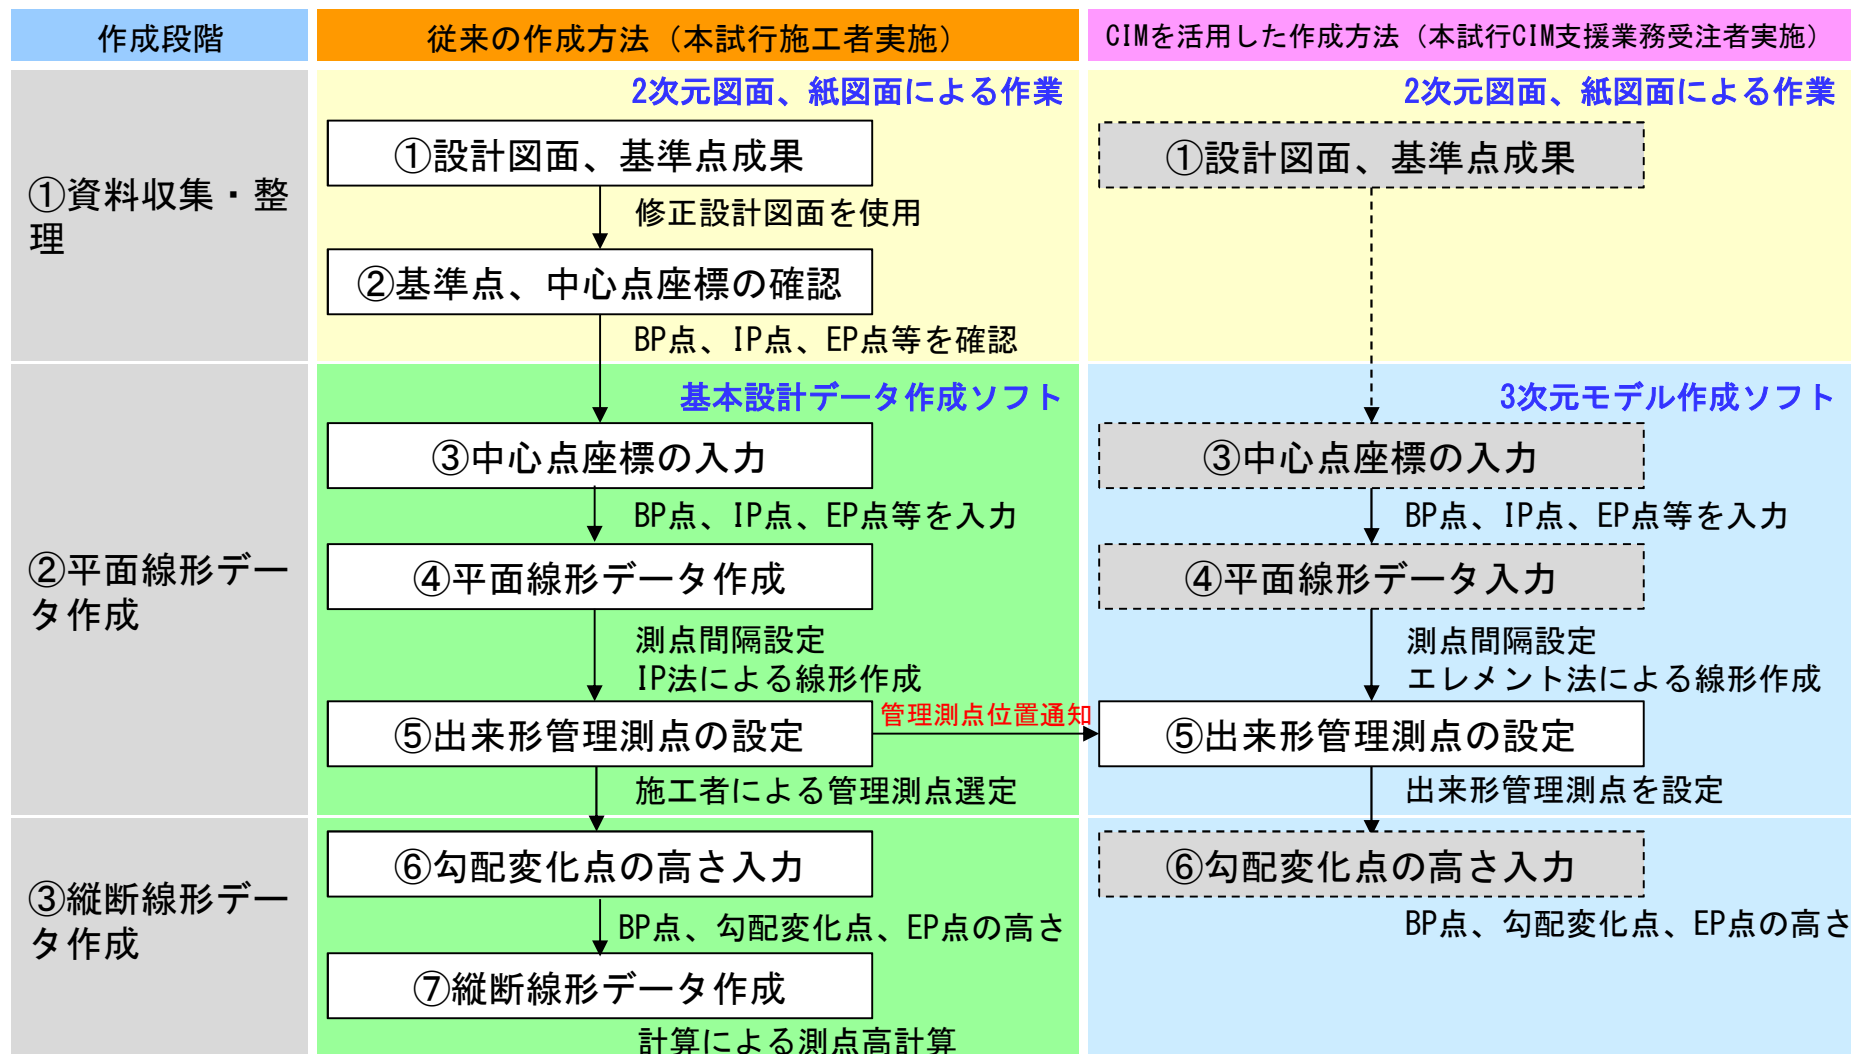 作成段階
従来の作成方法（本試行施工者実施）
CIMを活用した作成方法（本試行CIM支援業務受注者実施）
①資料収集・整
理
2次元図面、紙図面による作業
①設計図面、基準点成果
修正設計図面を使用
②基準点、中心点座標の確認
BP点、IP点、EP点等を確認
2次元図面、紙図面による作業
①設計図面、基準点成果
②平面線形デー
タ作成
基本設計データ作成ソフト
③中心点座標の入力
BP点、IP点、EP点等を入力
④平面線形データ作成
測点間隔設定
IP法による線形作成
⑤出来形管理測点の設定
管理測点位置通知
施工者による管理測点選定
3次元モデル作成ソフト
③中心点座標の入力
BP点、IP点、EP点等を入力
④平面線形データ入力
測点間隔設定
エレメント法による線形作成
⑤出来形管理測点の設定
出来形管理測点を設定
③縦断線形デー
タ作成
⑥勾配変化点の高さ入力
BP点、勾配変化点、EP点の高さ
⑦縦断線形データ作成
計算による測点高計算
⑥勾配変化点の高さ入力
BP点、勾配変化点、EP点の高さ